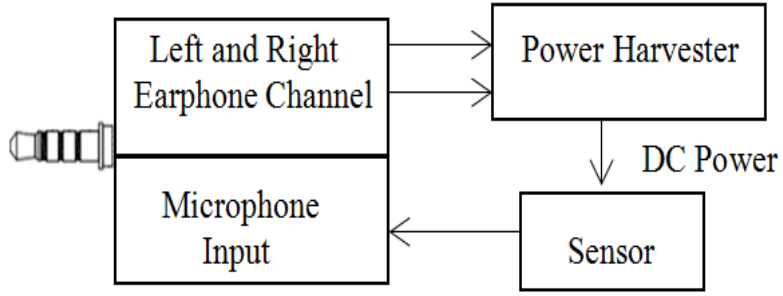 Left and Right
Earphone Channel
Power Harvester
DC Power
Microphone
Input
Sensor